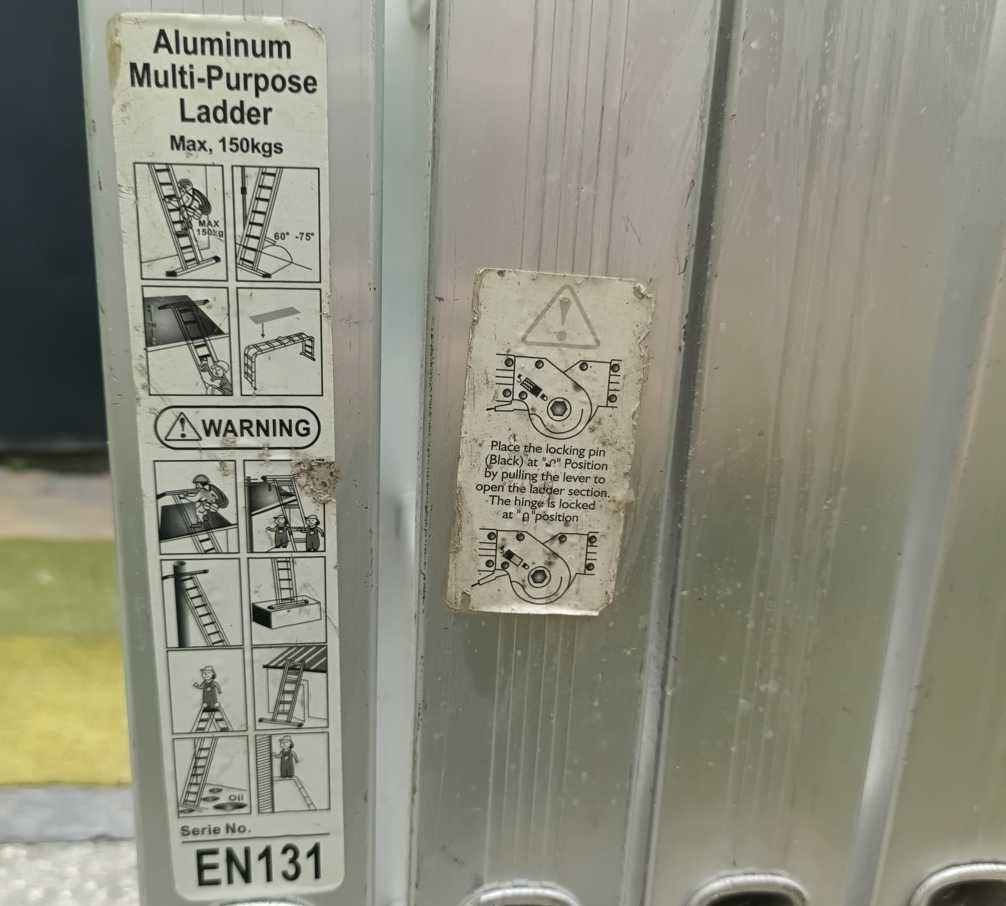 Aluminum
Multi-Purpose
Ladder
Max, 150kgs
MAX
150kg
60° -75°
WARNING
Oil
Serie No.
EN131
Place the locking pin
(Black) at "" Position
by pulling the lever to
open the ladder section.
The hinge is locked
at "" position